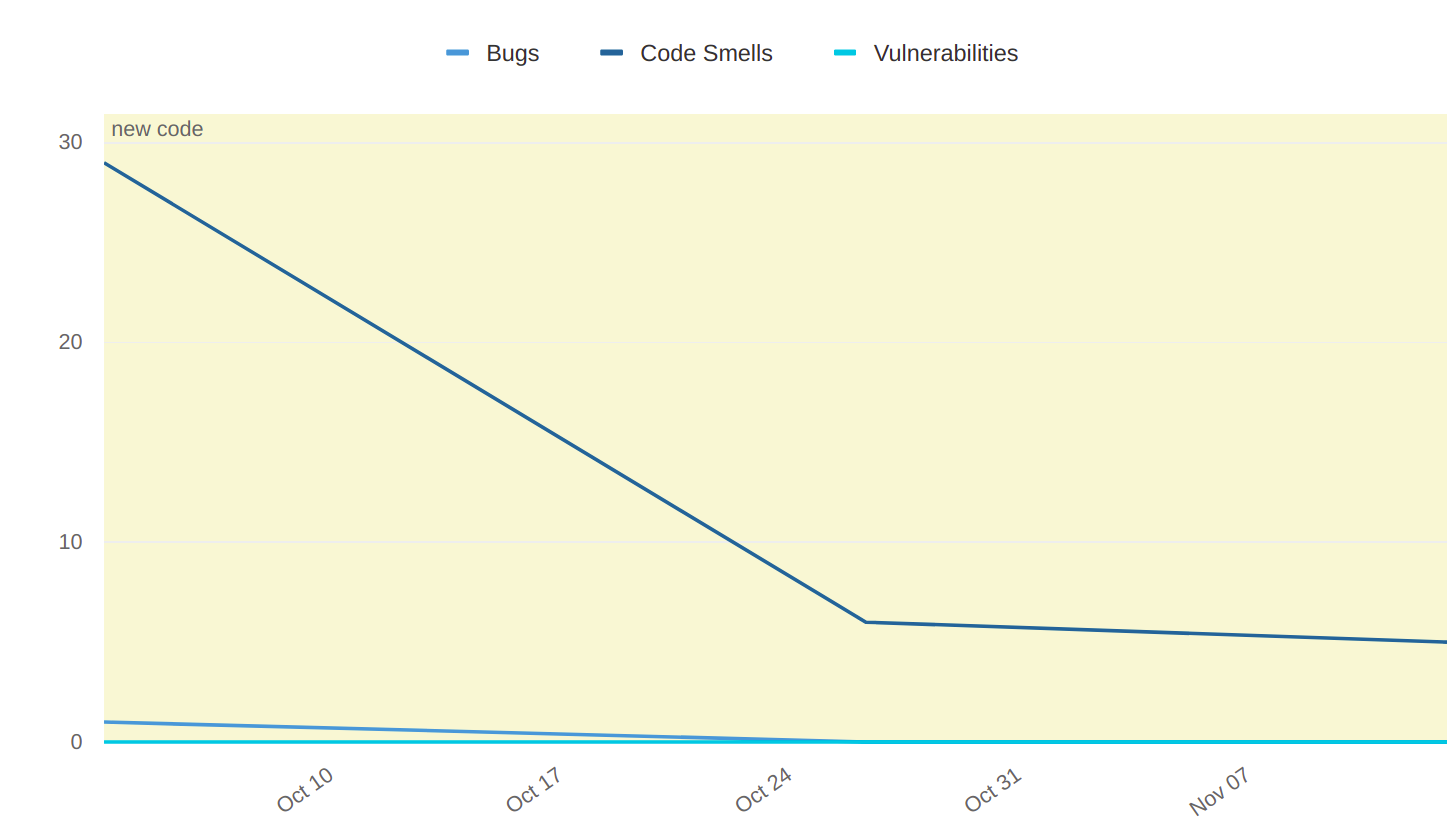 Bugs Code Smells Vulnerabilities
new code
30
20
10
0
Oct 10 Oct 17 Oct 24 Oct 31 Nov 07